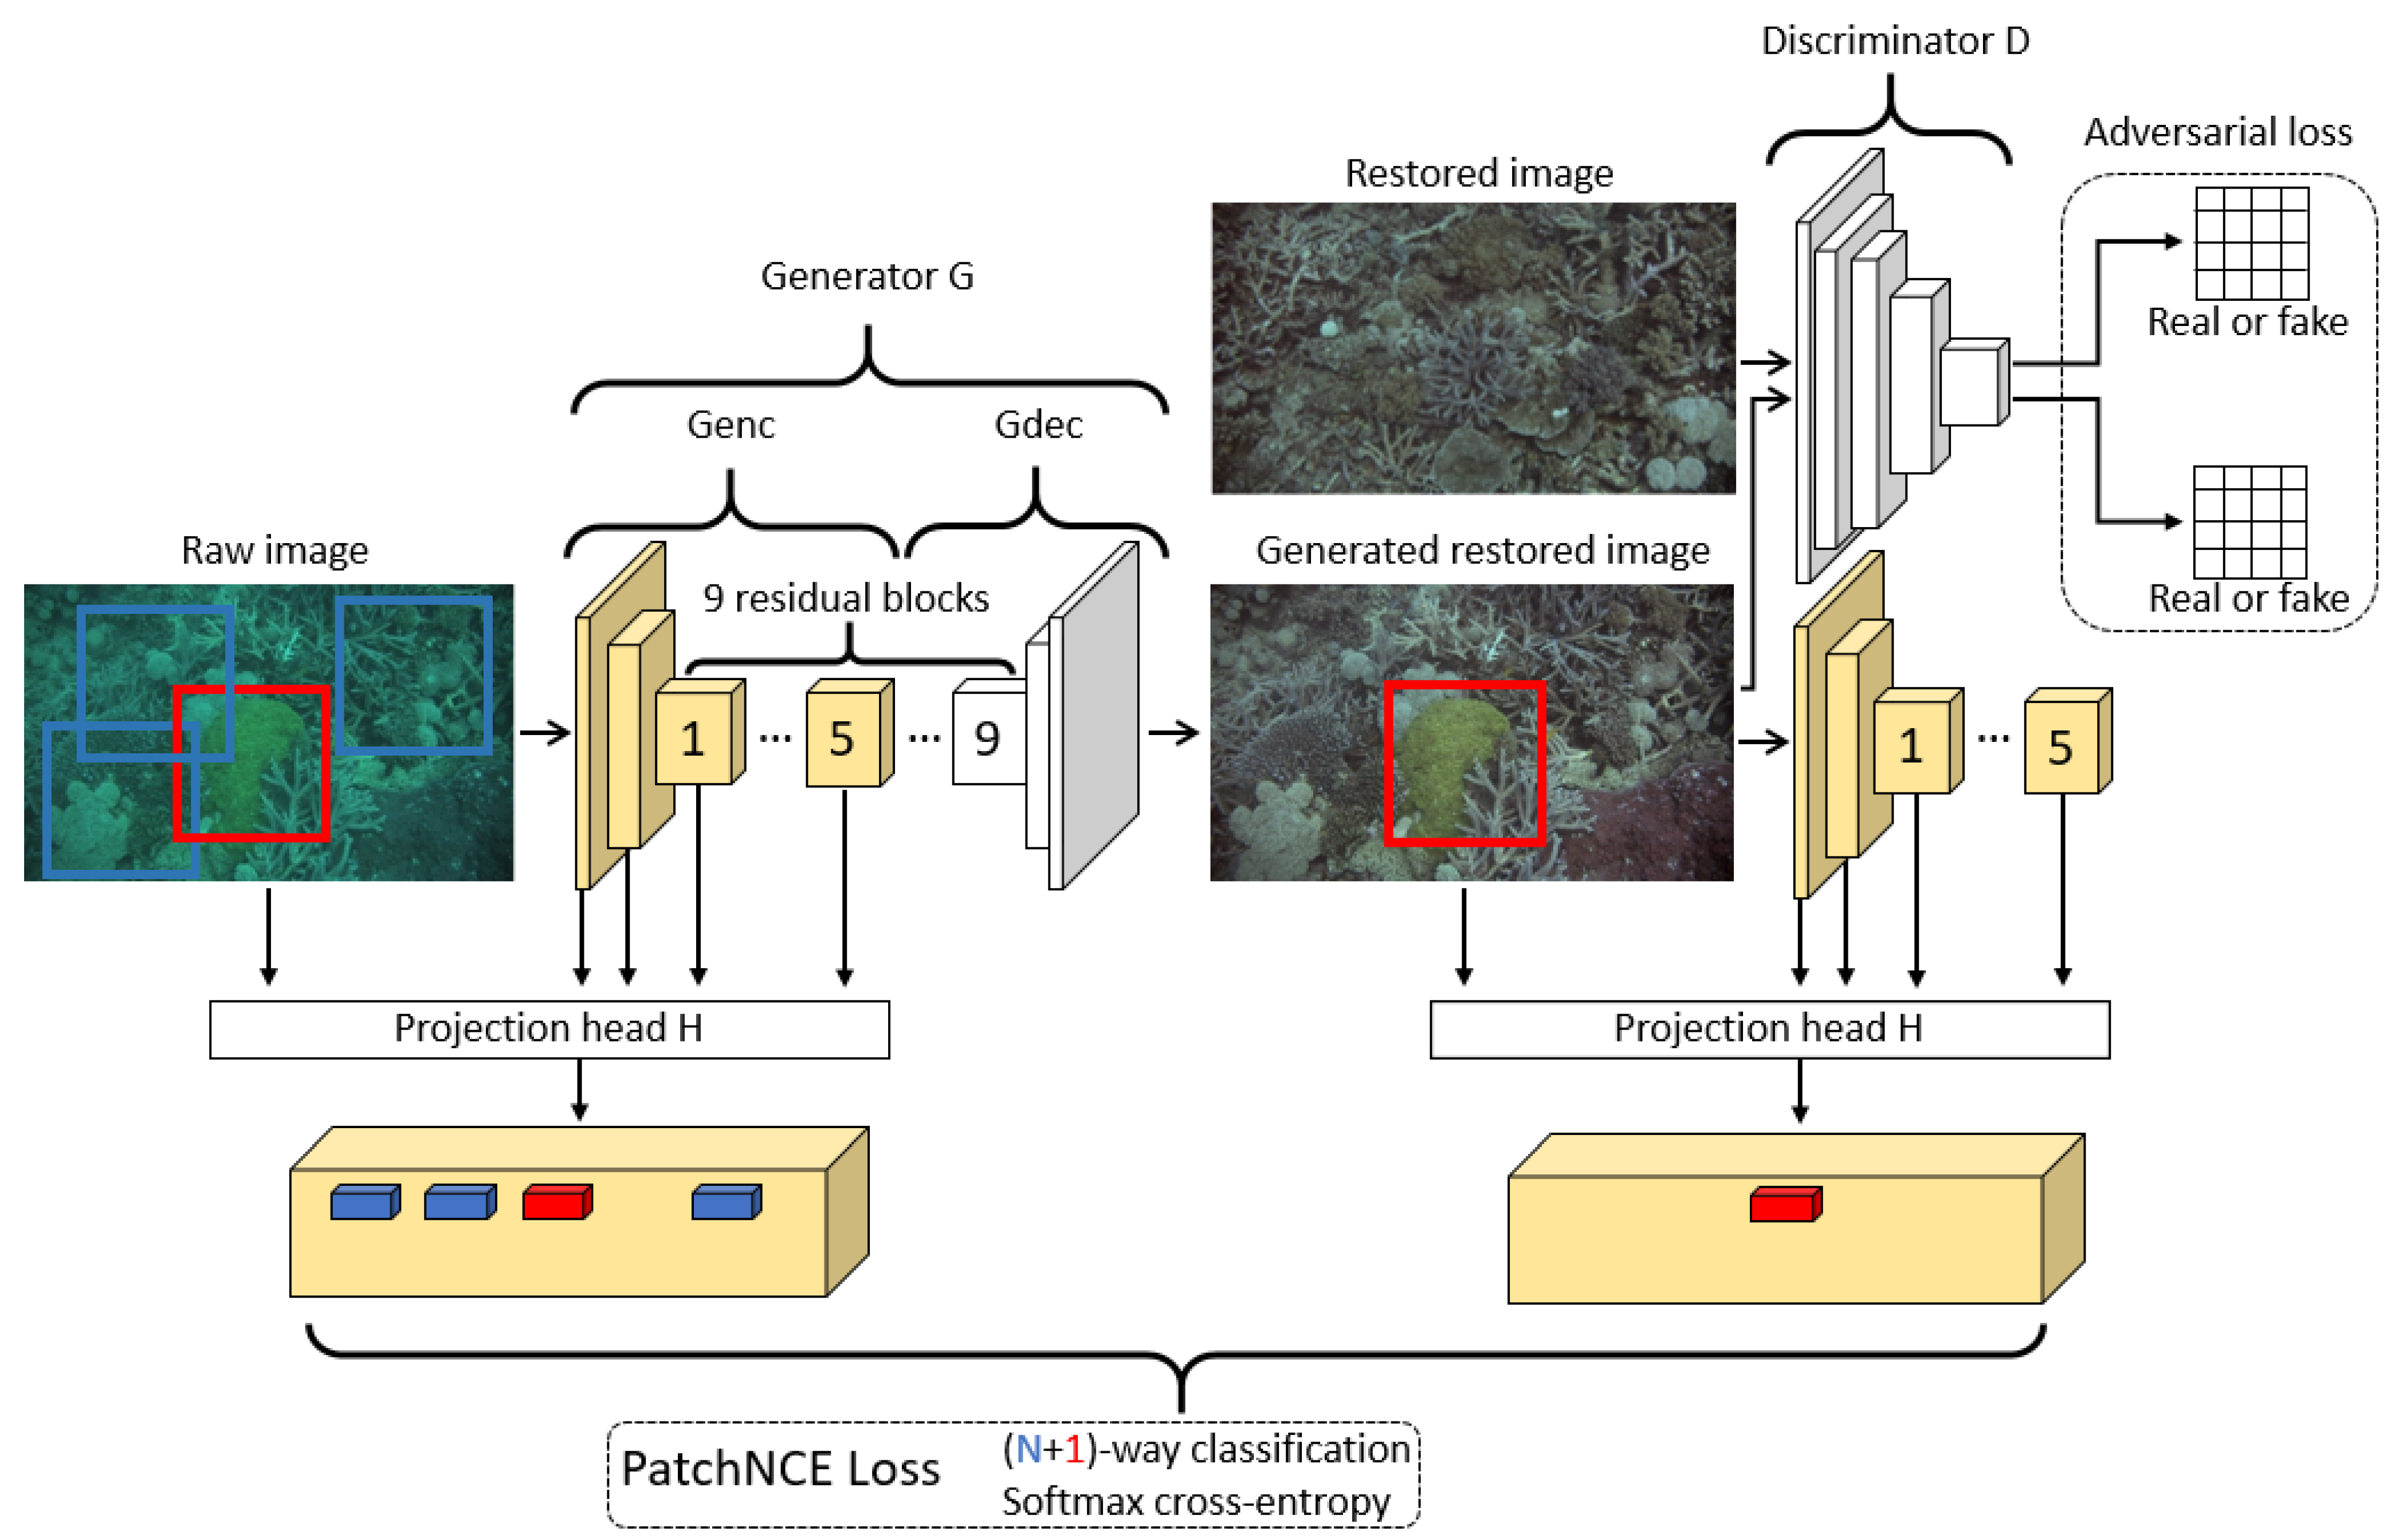 Discriminator D
Adversarial loss
Restored image
Real or fake
Generator G
Genc
Gdec
Raw image
9 residual blocks
Generated restored image
Real or fake
1
...
5
...
9
1
...
5
Projection head H
Projection head H
PatchNCE Loss
(N+1)-way classification
Softmax cross-entropy